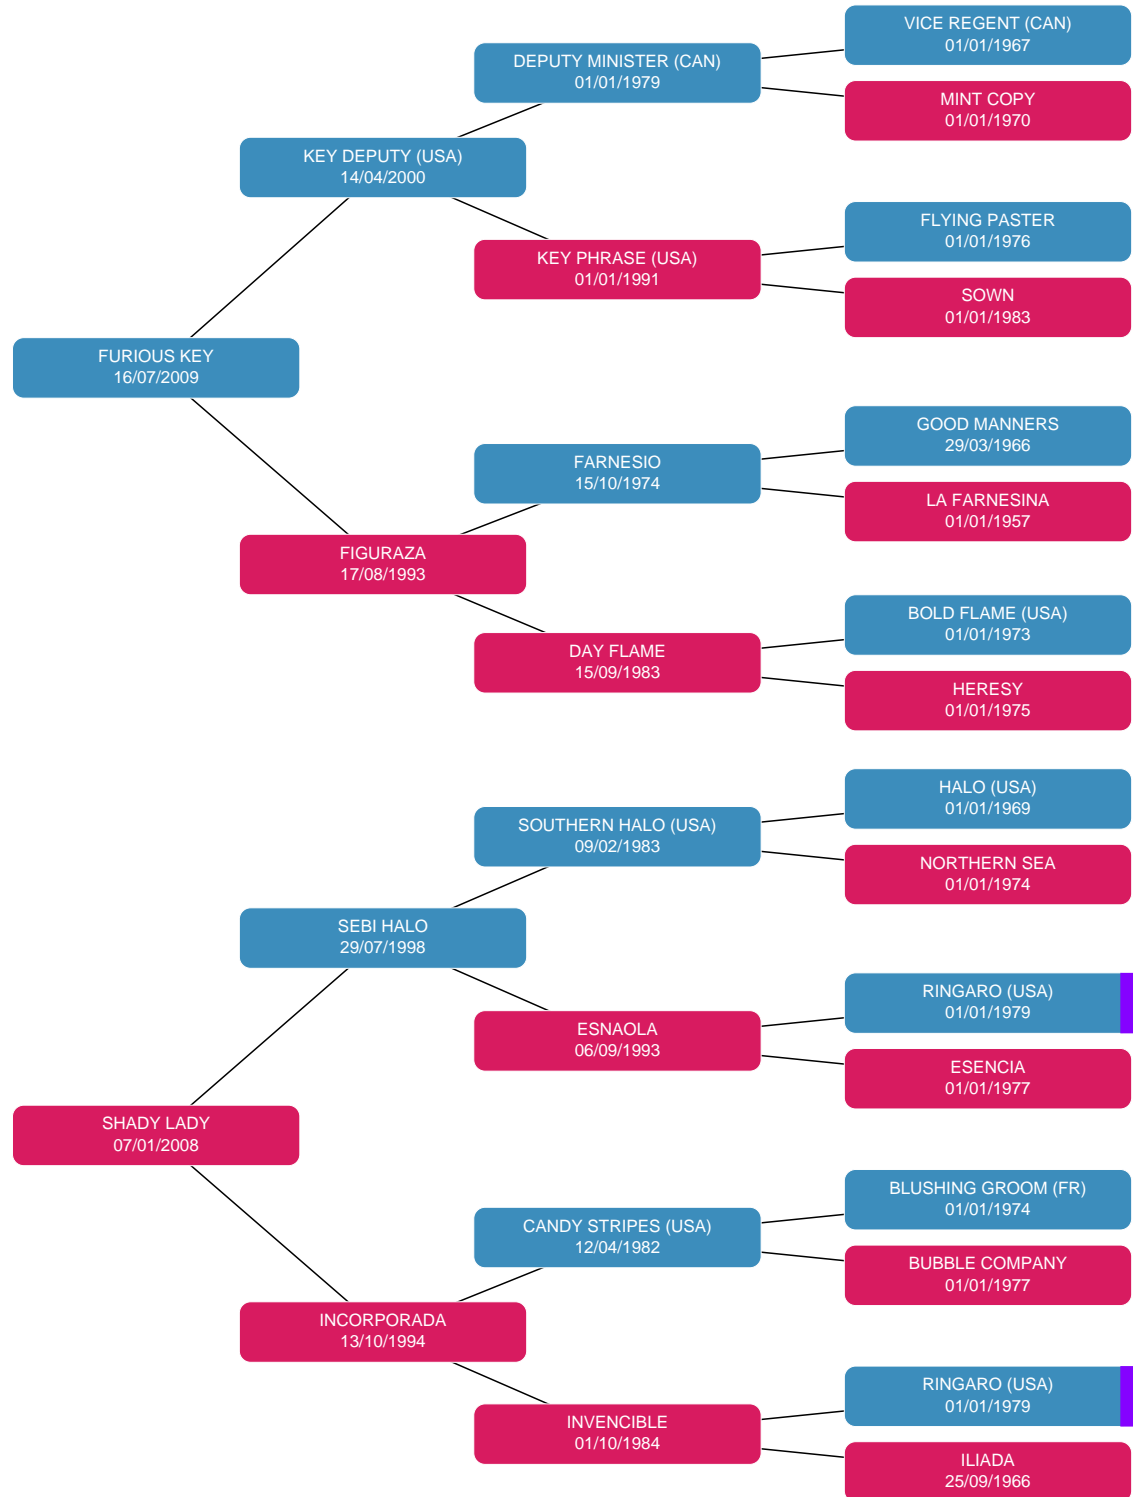 VICE REGENT (CAN)
01/01/1967
DEPUTY MINISTER (CAN)
01/01/1979
MINT COPY
01/01/1970
KEY DEPUTY (USA)
14/04/2000
FLYING PASTER
01/01/1976
KEY PHRASE (USA)
01/01/1991
SOWN
01/01/1983
FURIOUS KEY
16/07/2009
GOOD MANNERS
29/03/1966
FARNESIO
15/10/1974
LA FARNESINA
01/01/1957
FIGURAZA
17/08/1993
BOLD FLAME (USA)
01/01/1973
DAY FLAME
15/09/1983
HERESY
01/01/1975
HALO (USA)
01/01/1969
SOUTHERN HALO (USA)
09/02/1983
NORTHERN SEA
01/01/1974
SEBI HALO
29/07/1998
RINGARO (USA)
01/01/1979
ESNAOLA
06/09/1993
ESENCIA
01/01/1977
SHADY LADY
07/01/2008
BLUSHING GROOM (FR)
01/01/1974
CANDY STRIPES (USA)
12/04/1982
BUBBLE COMPANY
01/01/1977
INCORPORADA
13/10/1994
RINGARO (USA)
01/01/1979
INVENCIBLE
01/10/1984
ILIADA
25/09/1966